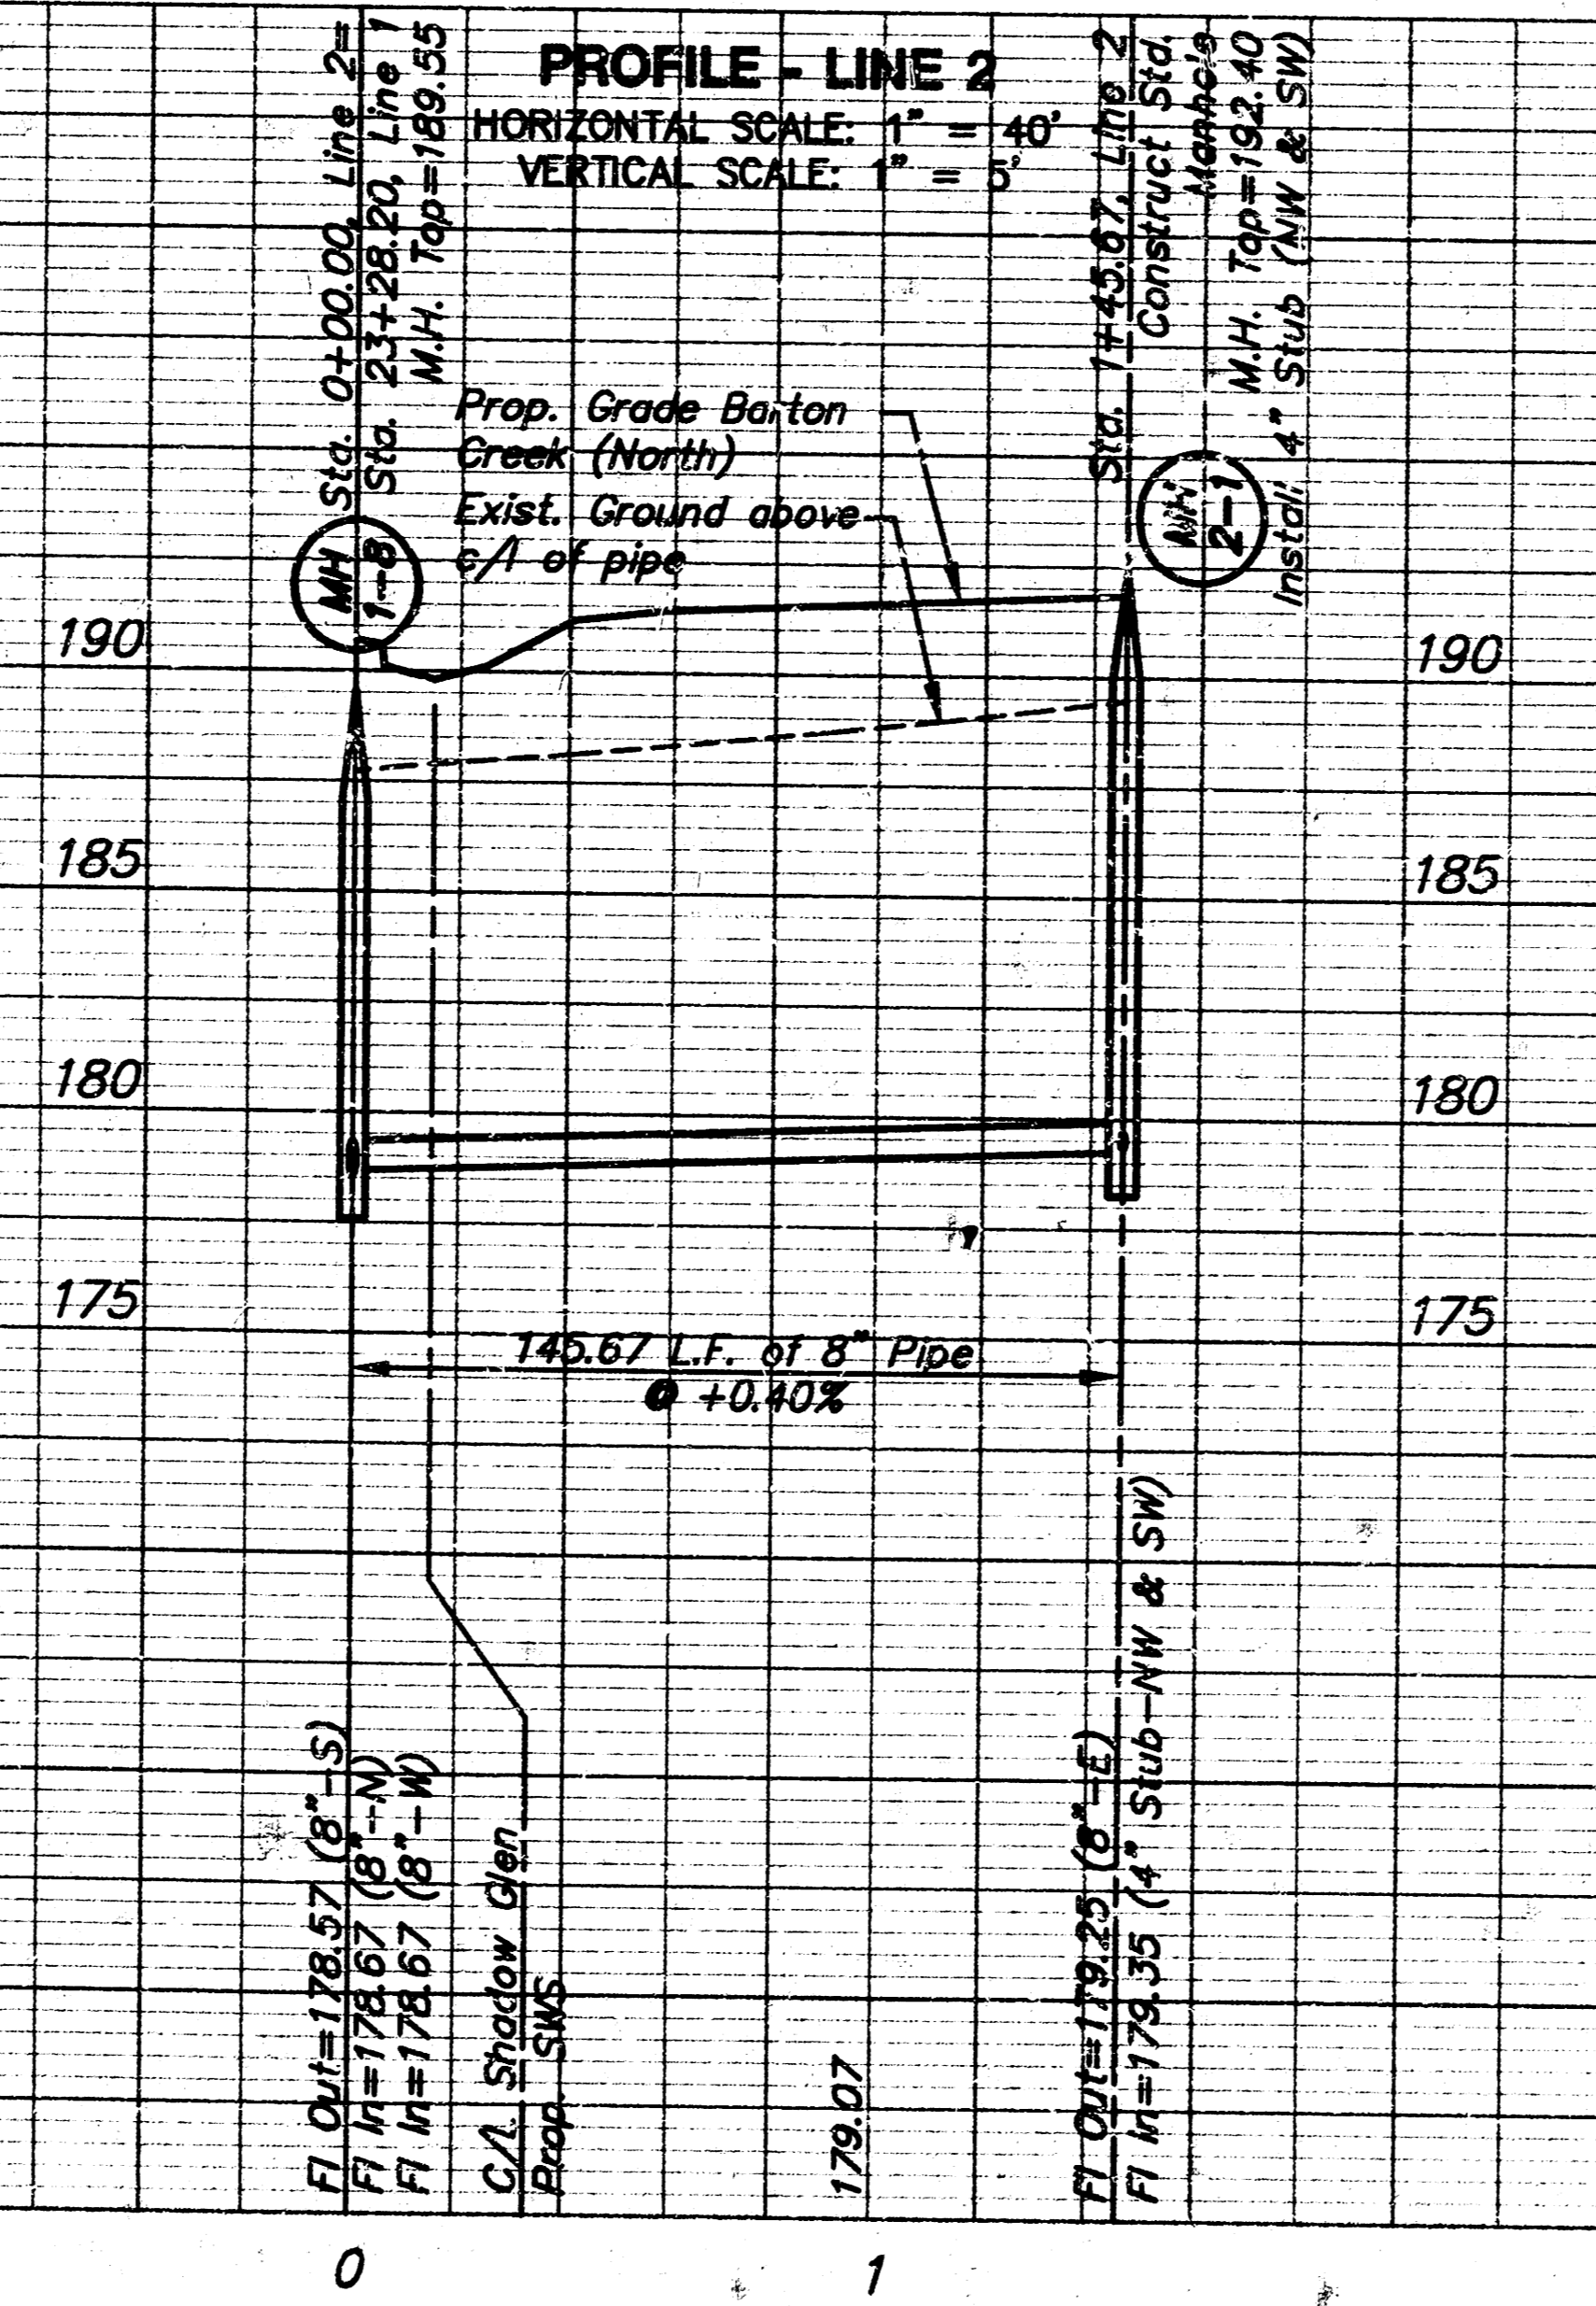 PROFILE - LINE 2
HORIZONTAL SCALE: 1" = 40'
VERTICAL SCALE: 1" = 5'
Sta. 0+00.00, Line 2=
Sta. 23+28.20, Line 1
M.H. Top=189.55
MH
1-8
Prop. Grade Barton
Creek (North)
Exist. Ground above
c/l of pipe
Sta. 1+45.67, Line 2
Construct Std.
Manhole
M.H. Top=192.40
Install 4" Stub (NW & SW)
MH
2-1
190
190
185
185
180
180
175
175
145.67 L.F. of 8" Pipe
@ +0.40%
Fl Out=178.57 (8"-S)
Fl In=178.67 (8"-N)
Fl In=178.67 (8"-W)
C/L Shadow Glen
Prop. SWS
179.07
Fl Out=179.25 (8"-E)
Fl In=179.35 (4" Stub-NW & SW)
0
1